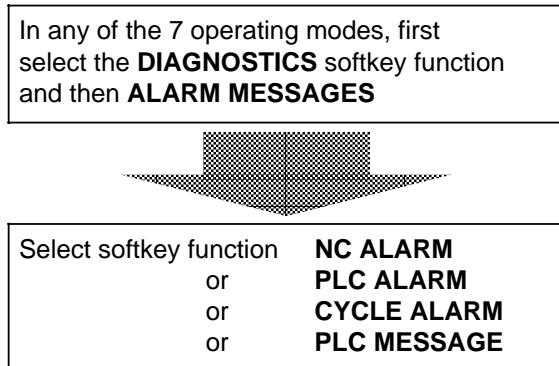 In any of the 7 operating modes, first
select the DIAGNOSTICS softkey function
and then ALARM MESSAGES
Select softkey function NC ALARM
or PLC ALARM
or CYCLE ALARM
or PLC MESSAGE